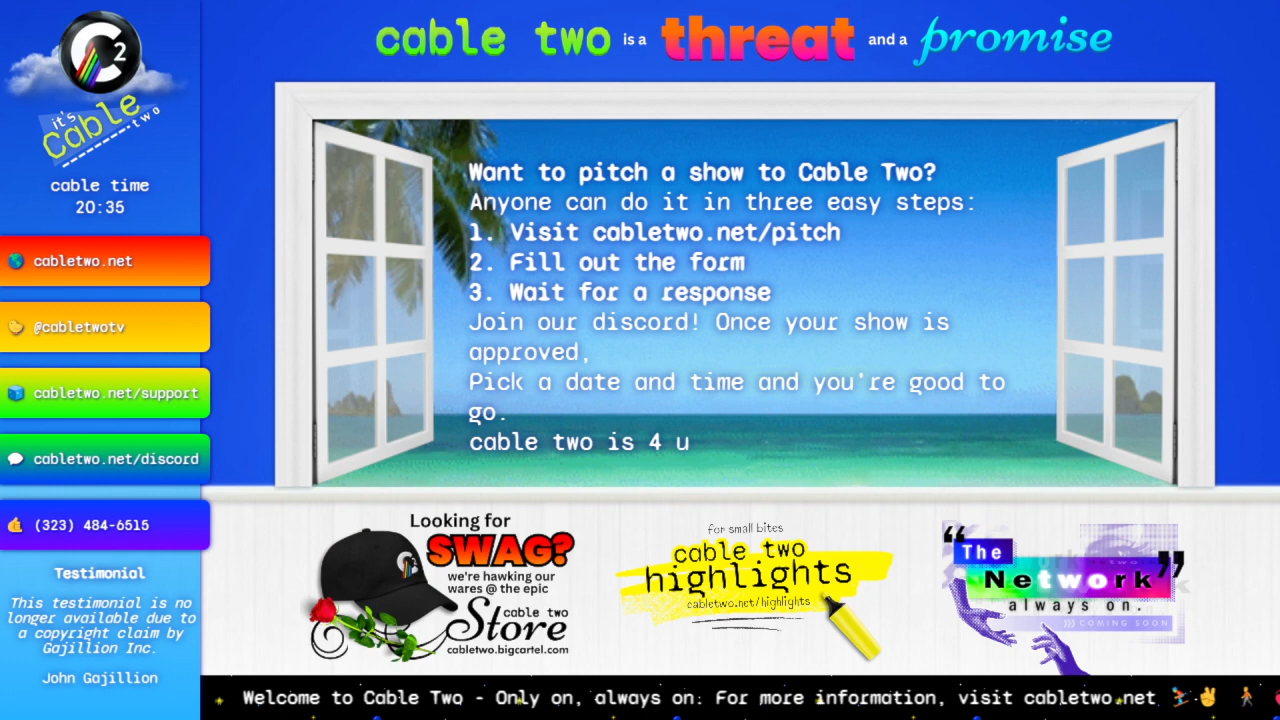 C2
it's
cable
two
cable time
20:35
cabletwo.net
@cabletwotv
cabletwo.net/support
cabletwo.net/discord
(323) 484-6515
Testimonial
This testimonial is no
longer available due to
a copyright claim by
Gajillion Inc.
John Gajillion
cable two is a threat and a promise
Want to pitch a show to Cable Two?
Anyone can do it in three easy steps:
1. Visit cabletwo.net/pitch
2. Fill out the form
3. Wait for a response
Join our discord! Once your show is
approved,
Pick a date and time and you're good to
go.
cable two is 4 u
Looking for
SWAG?
we're hawking our
wares @ the epic
cable two
Store
cabletwo.bigcartel.com
for small bites
cable two
highlights
cabletwo.net/highlights
"The
Network"
always on.
>>> COMING SOON
Welcome to Cable Two - Only on, always on. For more information, visit cabletwo.net